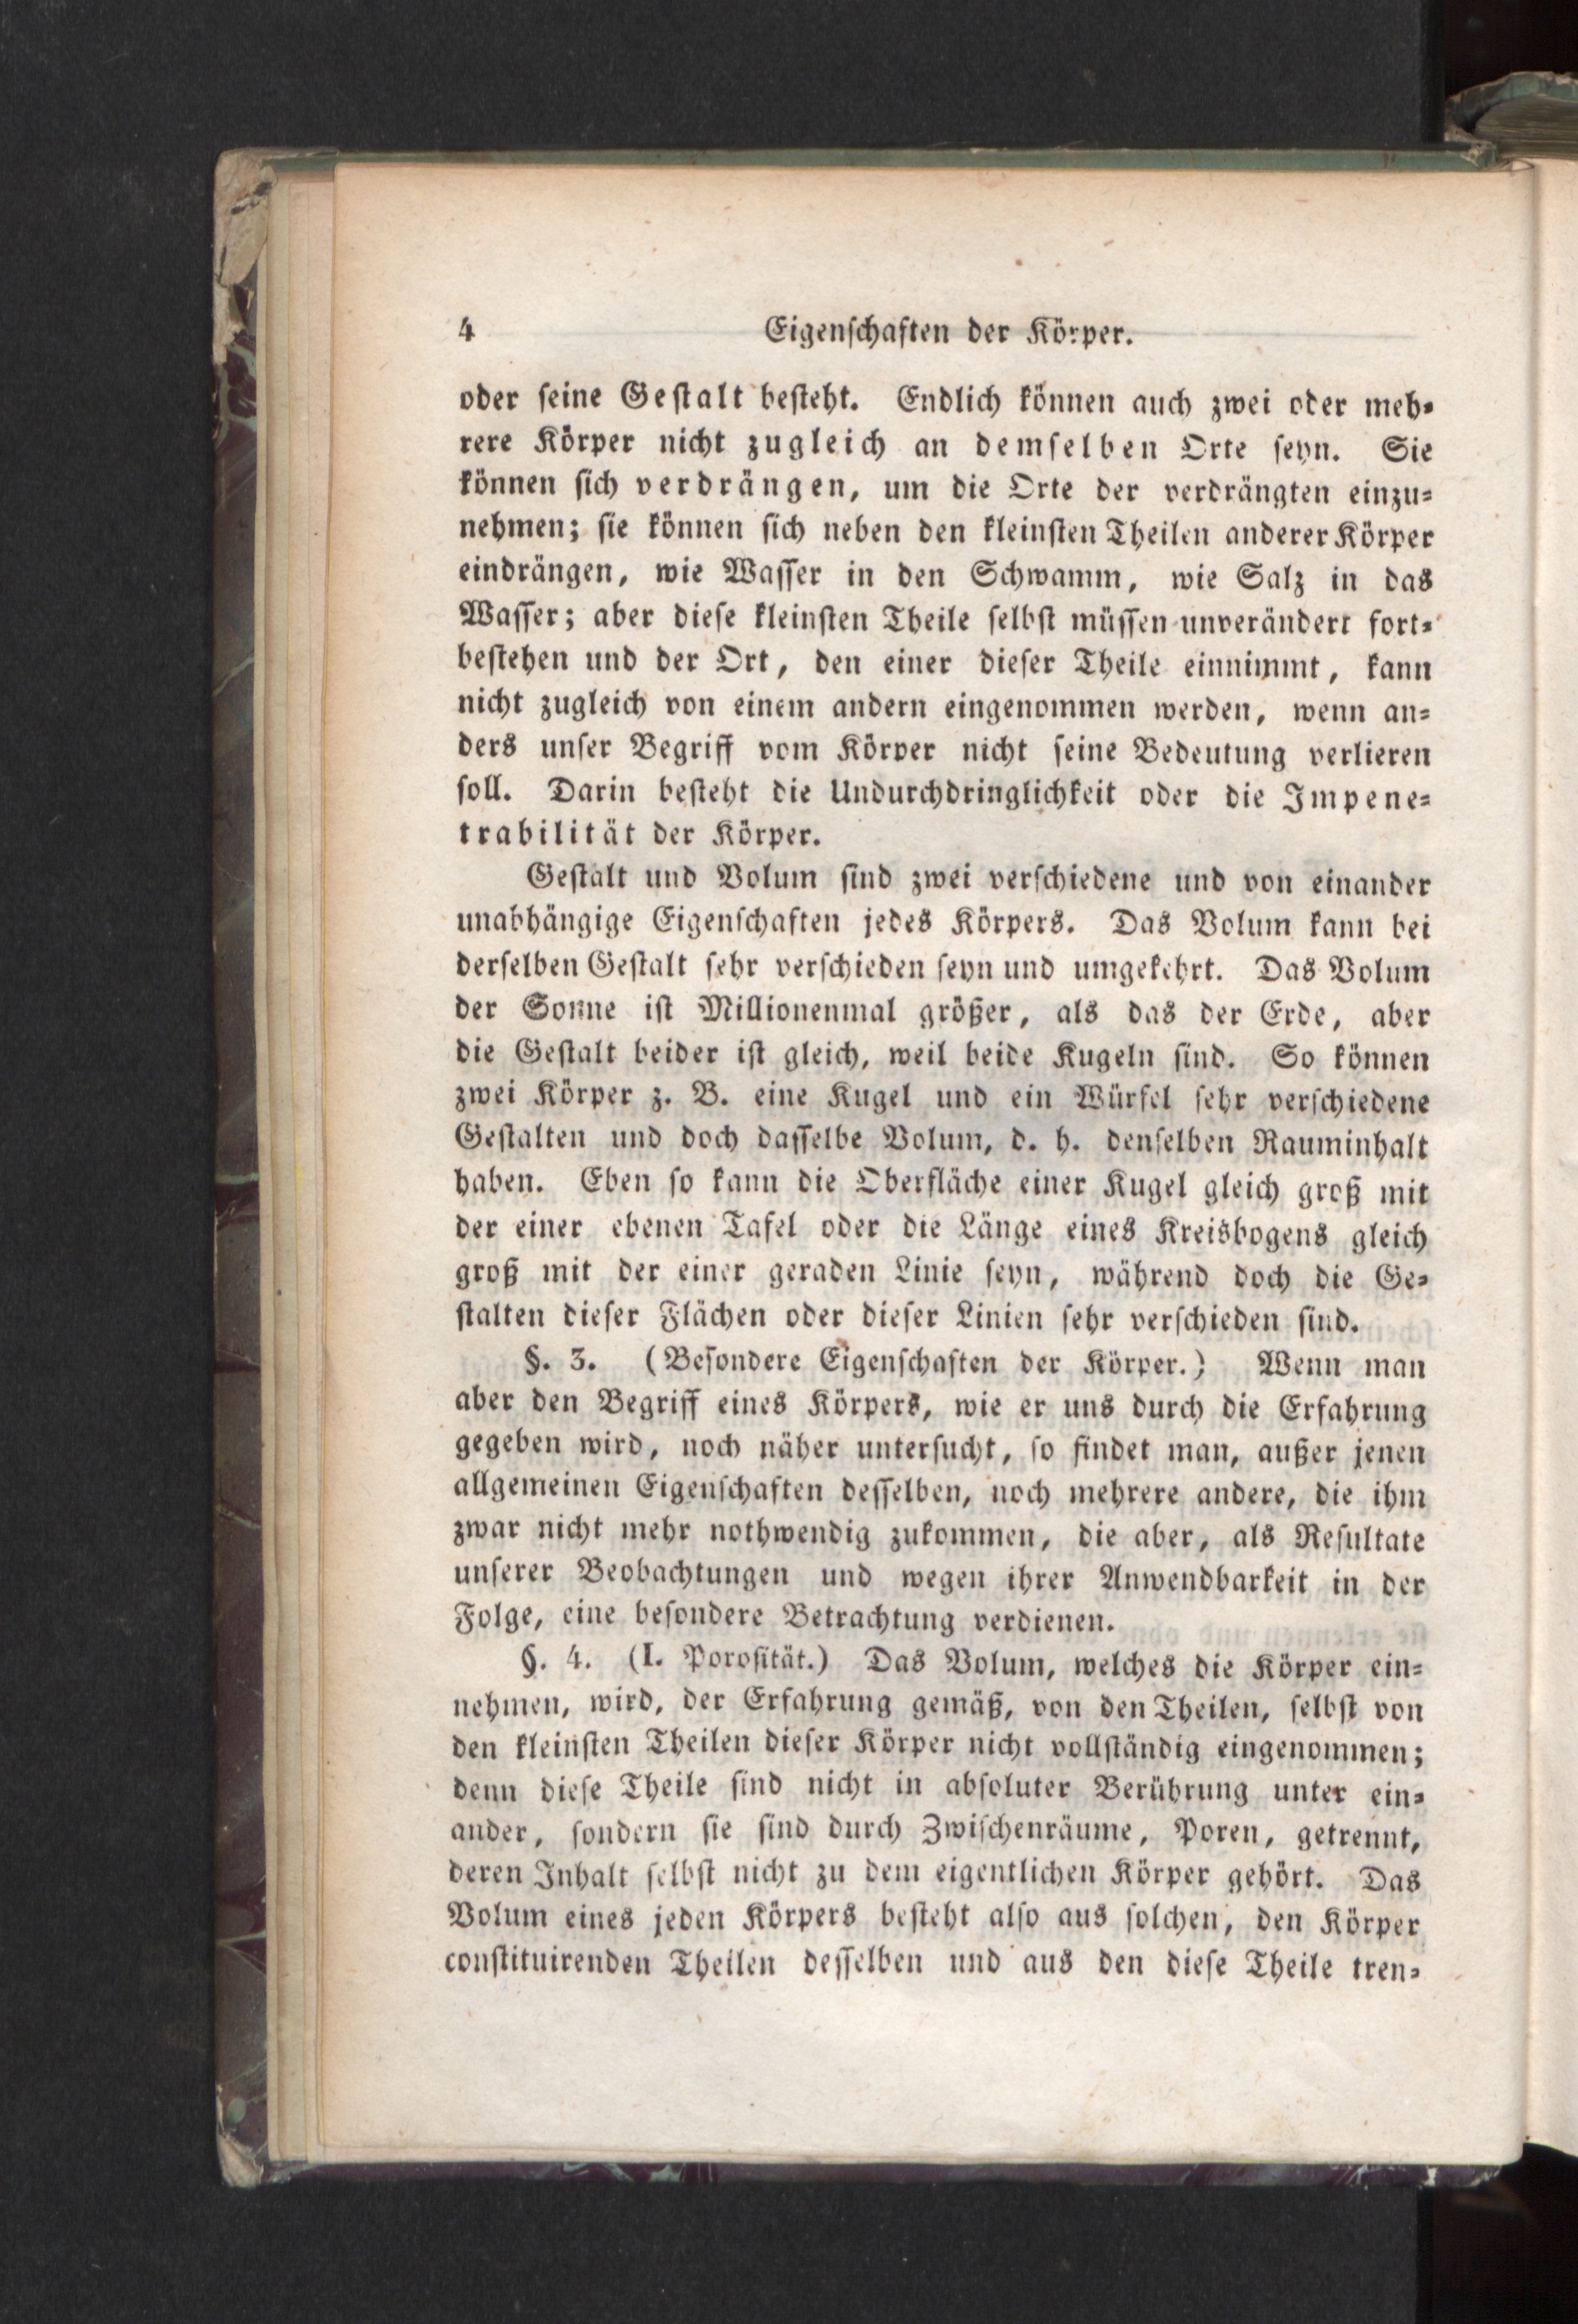 4 Eigenschaften der Körper.
oder seine Gestalt besteht. Endlich können auch zwei oder meh-
rere Körper nicht zugleich an demselben Orte seyn. Sie
können sich verdrängen, um die Orte der verdrängten einzu-
nehmen; sie können sich neben den kleinsten Theilen anderer Körper
eindrängen, wie Wasser in den Schwamm, wie Salz in das
Wasser; aber diese kleinsten Theile selbst müssen unverändert fort-
bestehen und der Ort, den einer dieser Theile einnimmt, kann
nicht zugleich von einem andern eingenommen werden, wenn an-
ders unser Begriff vom Körper nicht seine Bedeutung verlieren
soll. Darin besteht die Undurchdringlichkeit oder die Impene-
trabilität der Körper.
Gestalt und Volum sind zwei verschiedene und von einander
unabhängige Eigenschaften jedes Körpers. Das Volum kann bei
derselben Gestalt sehr verschieden seyn und umgekehrt. Das Volum
der Sonne ist Millionenmal größer, als das der Erde, aber
die Gestalt beider ist gleich, weil beide Kugeln sind. So können
zwei Körper z. B. eine Kugel und ein Würfel sehr verschiedene
Gestalten und doch dasselbe Volum, d. h. denselben Rauminhalt
haben. Eben so kann die Oberfläche einer Kugel gleich groß mit
der einer ebenen Tafel oder die Länge eines Kreisbogens gleich
groß mit der einer geraden Linie seyn, während doch die Ge-
stalten dieser Flächen oder dieser Linien sehr verschieden sind.
§. 3. (Besondere Eigenschaften der Körper.) Wenn man
aber den Begriff eines Körpers, wie er uns durch die Erfahrung
gegeben wird, noch näher untersucht, so findet man, außer jenen
allgemeinen Eigenschaften desselben, noch mehrere andere, die ihm
zwar nicht mehr nothwendig zukommen, die aber, als Resultate
unserer Beobachtungen und wegen ihrer Anwendbarkeit in der
Folge, eine besondere Betrachtung verdienen.
§. 4. (I. Porosität.) Das Volum, welches die Körper ein-
nehmen, wird, der Erfahrung gemäß, von den Theilen, selbst von
den kleinsten Theilen dieser Körper nicht vollständig eingenommen;
denn diese Theile sind nicht in absoluter Berührung unter ein-
ander, sondern sie sind durch Zwischenräume, Poren, getrennt,
deren Inhalt selbst nicht zu dem eigentlichen Körper gehört. Das
Volum eines jeden Körpers besteht also aus solchen, den Körper
constituirenden Theilen desselben und aus den diese Theile tren-